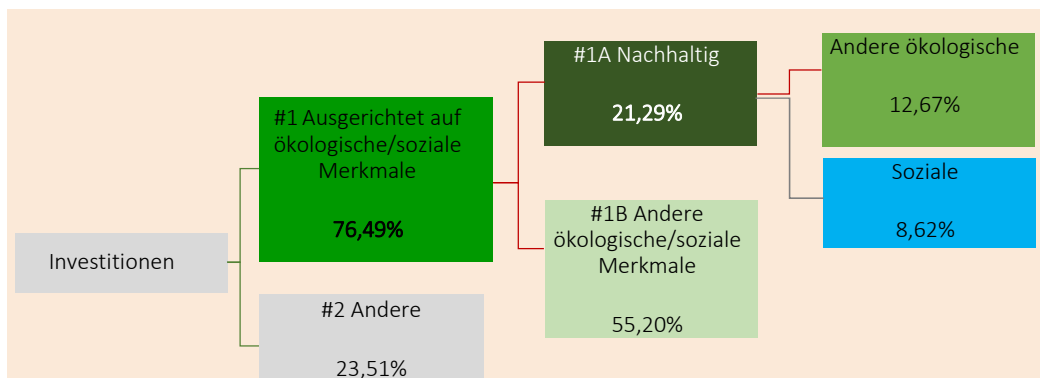 Investitionen
#1 Ausgerichtet auf
ökologische/soziale
Merkmale
76,49%
#2 Andere
23,51%
#1A Nachhaltig
21,29%
#1B Andere
ökologische/soziale
Merkmale
55,20%
Andere ökologische
12,67%
Soziale
8,62%